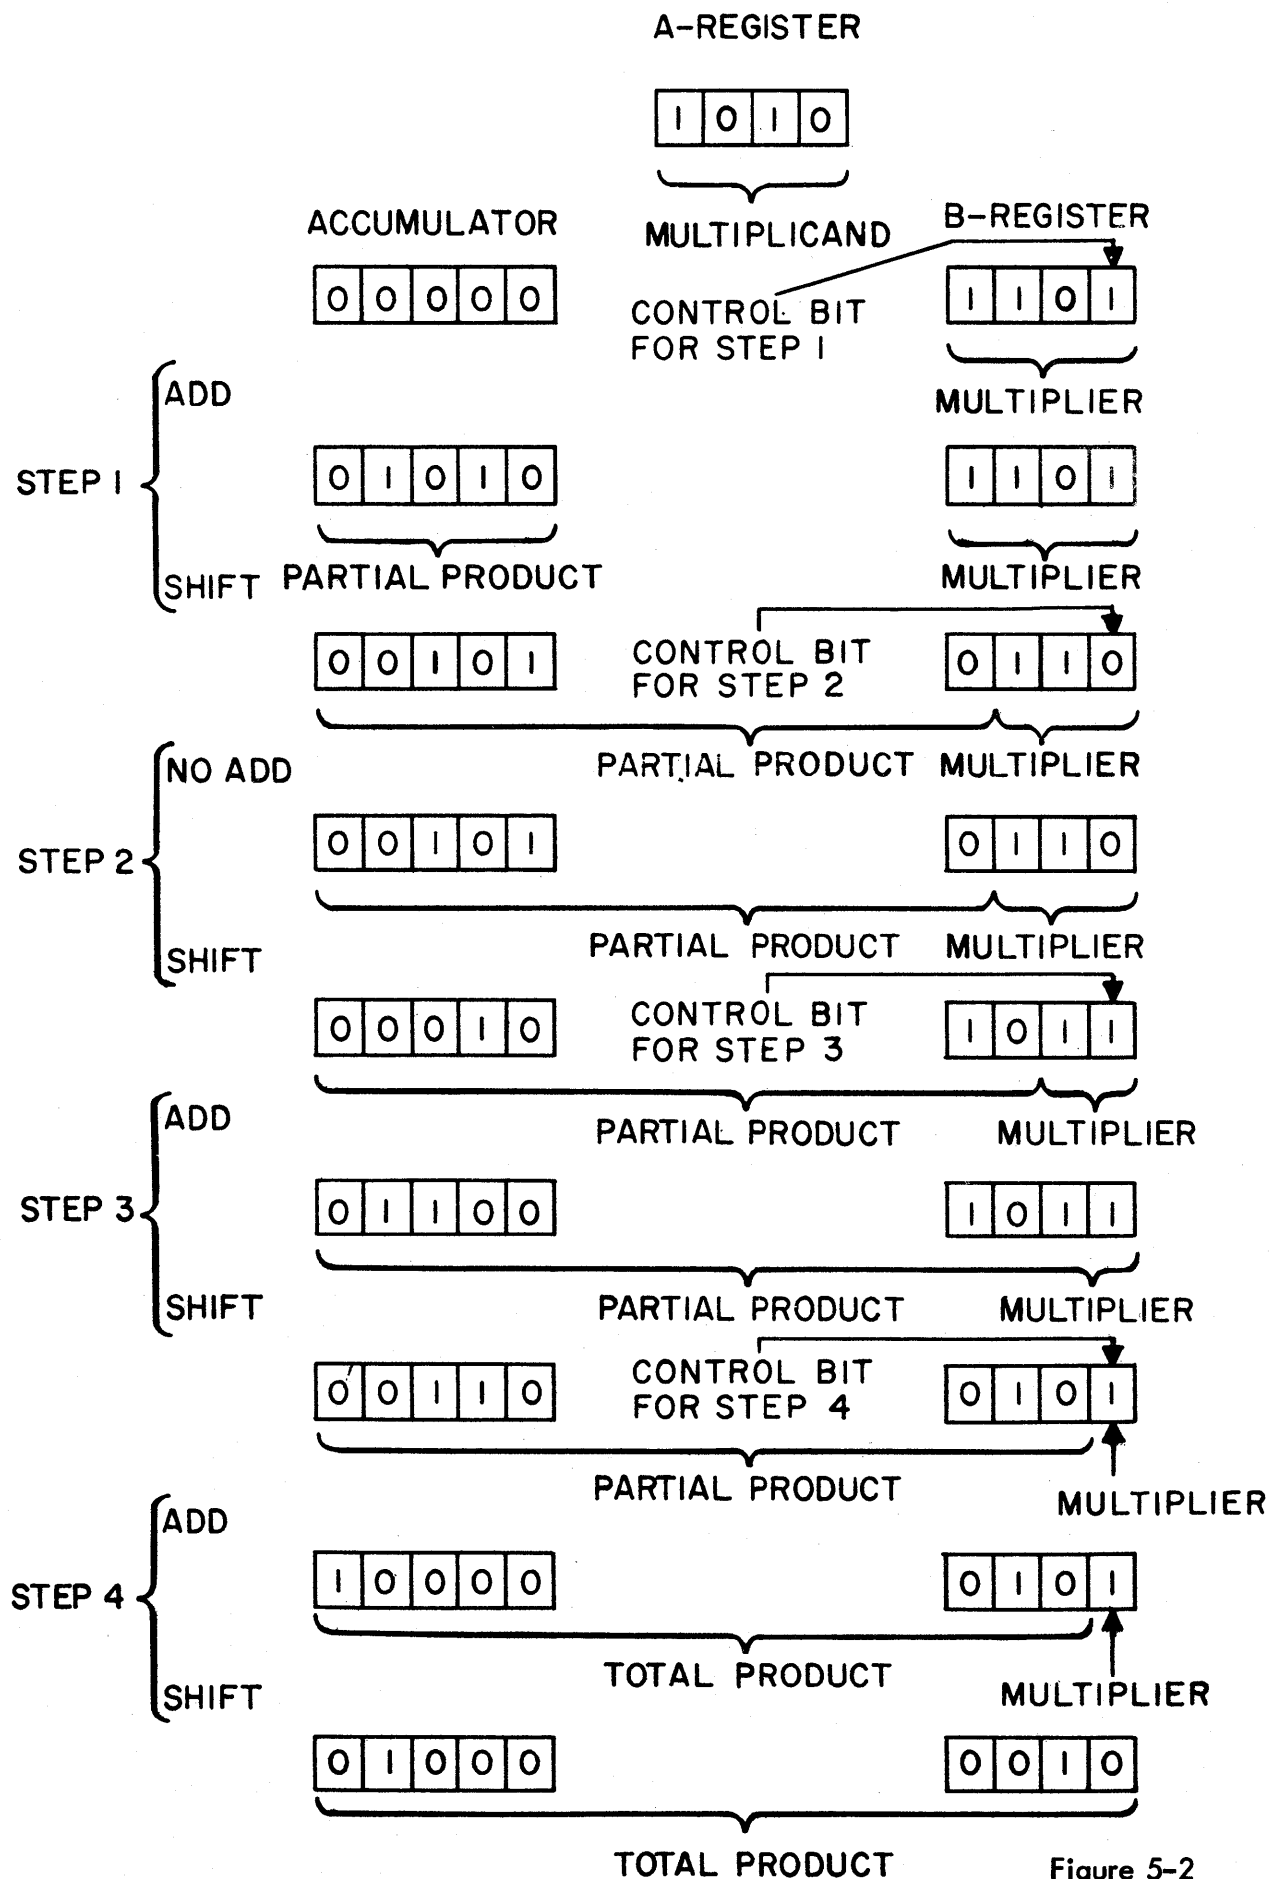 A-REGISTER
1 0 1 0
MULTIPLICAND
ACCUMULATOR
B-REGISTER
0 0 0 0 0
CONTROL BIT
FOR STEP 1
1 1 0 1
MULTIPLIER
STEP 1
ADD
0 1 0 1 0
1 1 0 1
SHIFT
PARTIAL PRODUCT
MULTIPLIER
0 0 1 0 1
CONTROL BIT
FOR STEP 2
0 1 1 0
PARTIAL PRODUCT
MULTIPLIER
STEP 2
NO ADD
0 0 1 0 1
0 1 1 0
PARTIAL PRODUCT
MULTIPLIER
SHIFT
0 0 0 1 0
CONTROL BIT
FOR STEP 3
1 0 1 1
PARTIAL PRODUCT
MULTIPLIER
STEP 3
ADD
0 1 1 0 0
1 0 1 1
SHIFT
PARTIAL PRODUCT
MULTIPLIER
0 0 1 1 0
CONTROL BIT
FOR STEP 4
0 1 0 1
PARTIAL PRODUCT
MULTIPLIER
STEP 4
ADD
1 0 0 0 0
0 1 0 1
TOTAL PRODUCT
MULTIPLIER
SHIFT
0 1 0 0 0
0 0 1 0
TOTAL PRODUCT
Figure 5-2